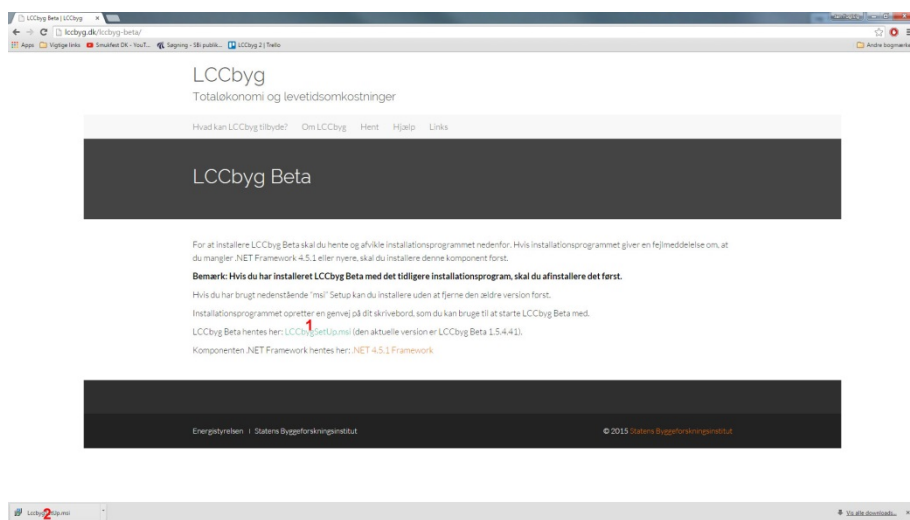 LCCbyg Beta | LCCbyg
lccbyg.dk/lccbyg-beta/
Apps Vigtige links Smukfest DK - YouT... Søgning - SBi publik... LCCbyg 2 | Trello Andre bogmærker
LCCbyg
Totaløkonomi og levetidsomkostninger
Hvad kan LCCbyg tilbyde? Om LCCbyg Hent Hjælp Links
LCCbyg Beta
For at installere LCCbyg Beta skal du hente og afvikle installationsprogrammet nedenfor. Hvis installationsprogrammet giver en fejlmeddelelse om, at
du mangler .NET Framework 4.5.1 eller nyere, skal du installere denne komponent først.
Bemærk: Hvis du har installeret LCCbyg Beta med det tidligere installationsprogram, skal du afinstallere det først.
Hvis du har brugt nedenstående "msi" Setup kan du installere uden at fjerne den ældre version først.
Installationsprogrammet opretter en genvej på dit skrivebord, som du kan bruge til at starte LCCbyg Beta med.
1
LCCbyg Beta hentes her: LCCbygSetUp.msi (den aktuelle version er LCCbyg Beta 1.5.4.41).
Komponenten .NET Framework hentes her: .NET 4.5.1 Framework
Energistyrelsen | Statens Byggeforskningsinstitut © 2015 Statens Byggeforskningsinstitut
2 Vis alle downloads...